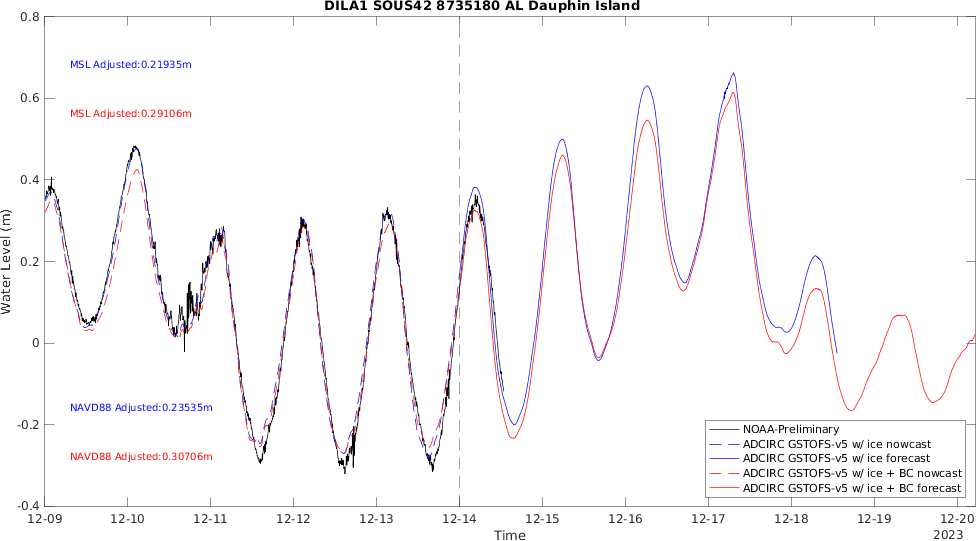 DILA1 SOUS42 8735180 AL Dauphin Island
0.8
0.6
0.4
0.2
0
-0.2
-0.4
Water Level (m)
MSL Adjusted:0.21935m
MSL Adjusted:0.29106m
NAVD88 Adjusted:0.23535m
NAVD88 Adjusted:0.30706m
NOAA-Preliminary
ADCIRC GSTOFS-v5 w/ ice nowcast
ADCIRC GSTOFS-v5 w/ ice forecast
ADCIRC GSTOFS-v5 w/ ice + BC nowcast
ADCIRC GSTOFS-v5 w/ ice + BC forecast
12-09 12-10 12-11 12-12 12-13 12-14 12-15 12-16 12-17 12-18 12-19 12-20
Time
2023